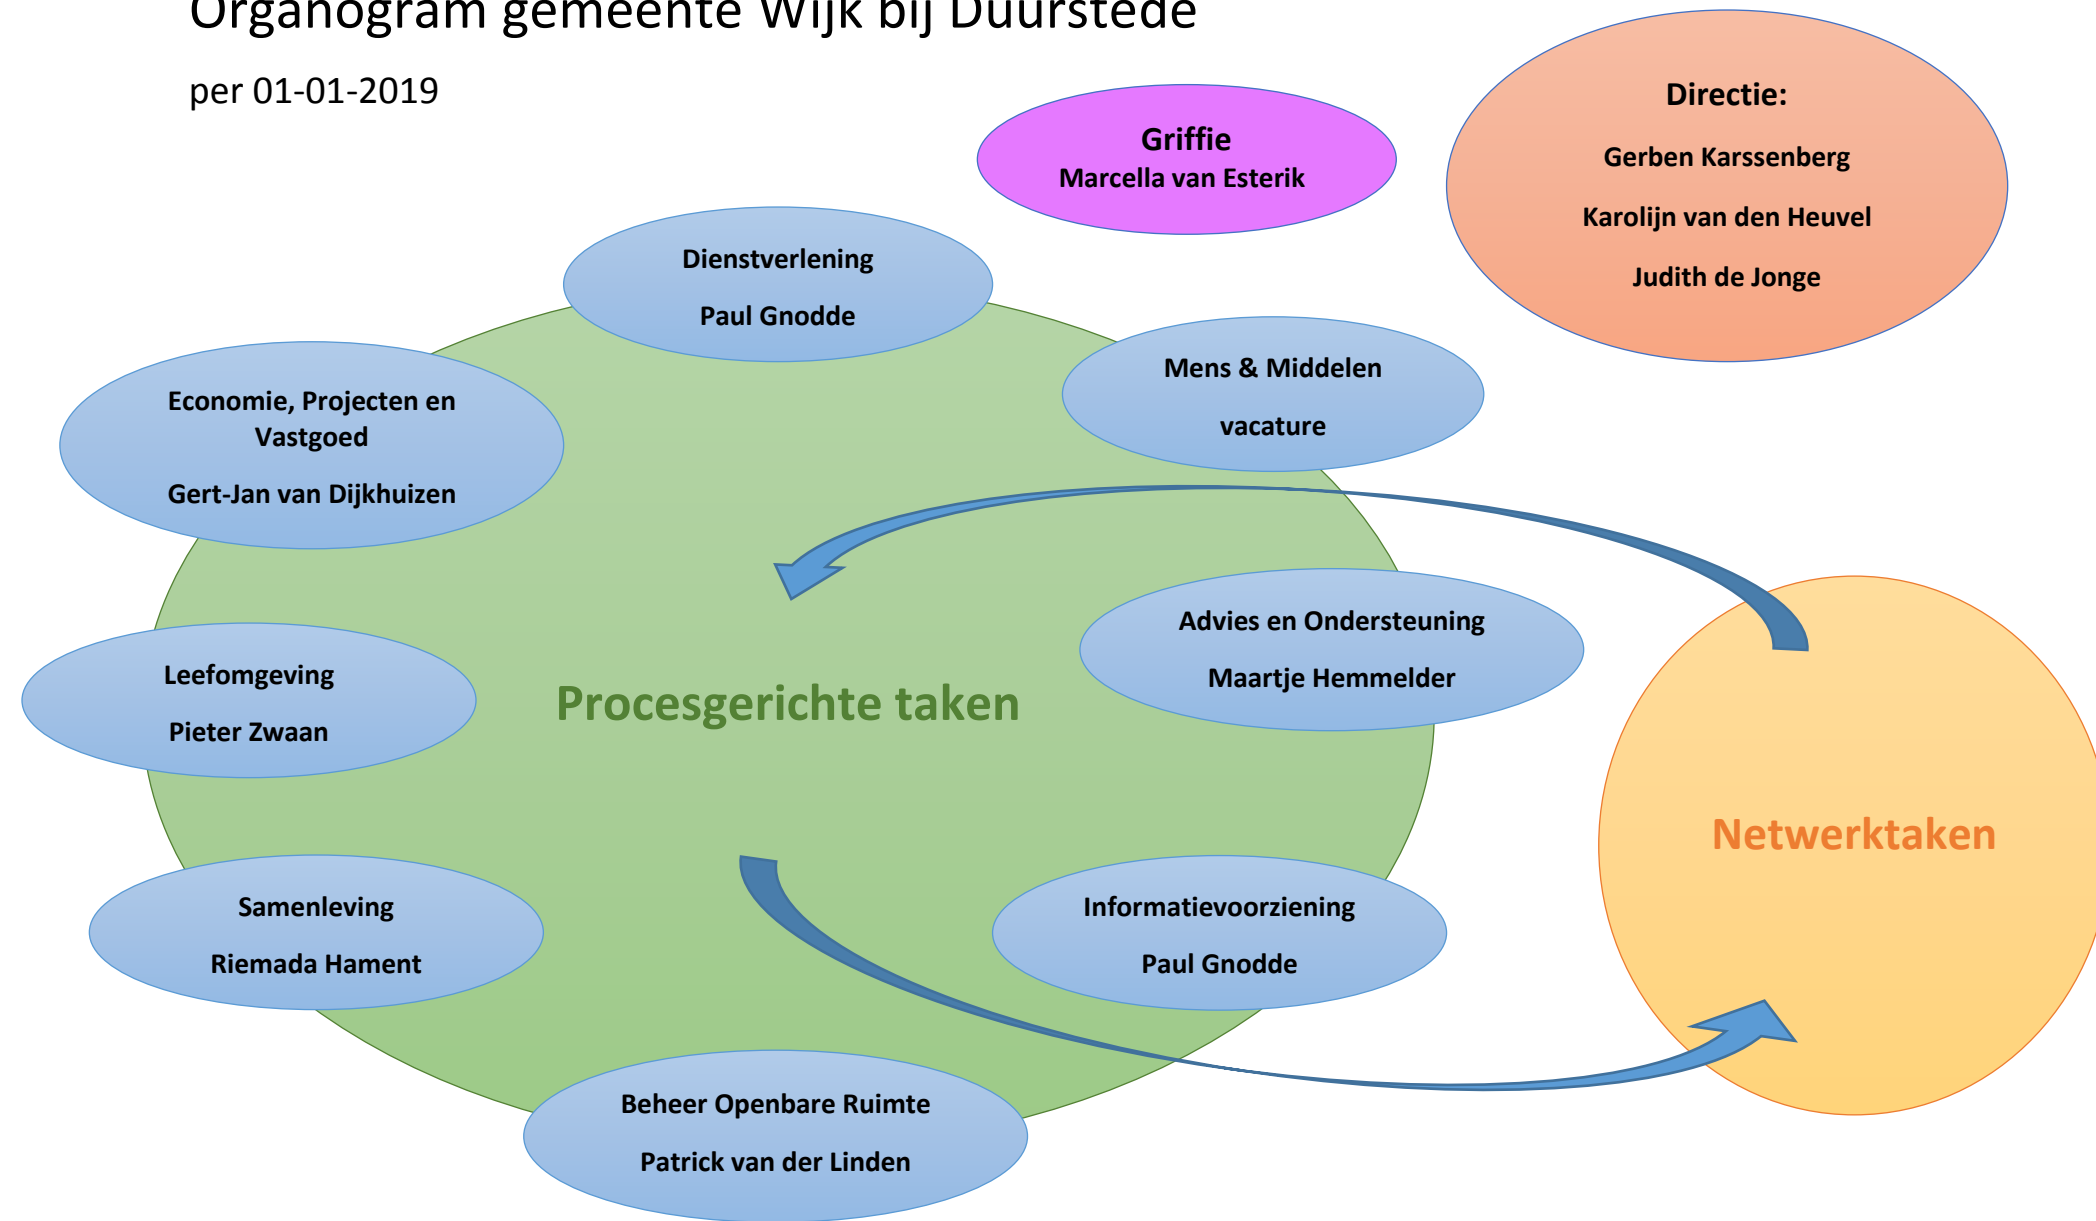 Organogram gemeente Wijk bij Duurstede
per 01-01-2019
Directie:
Gerben Karssenberg
Karolijn van den Heuvel
Judith de Jonge
Griffie
Marcella van Esterik
Dienstverlening
Paul Gnodde
Mens & Middelen
vacature
Economie, Projecten en
Vastgoed
Gert-Jan van Dijkhuizen
Advies en Ondersteuning
Maartje Hemmelder
Leefomgeving
Pieter Zwaan
Procesgerichte taken
Netwerktaken
Samenleving
Riemada Hament
Informatievoorziening
Paul Gnodde
Beheer Openbare Ruimte
Patrick van der Linden